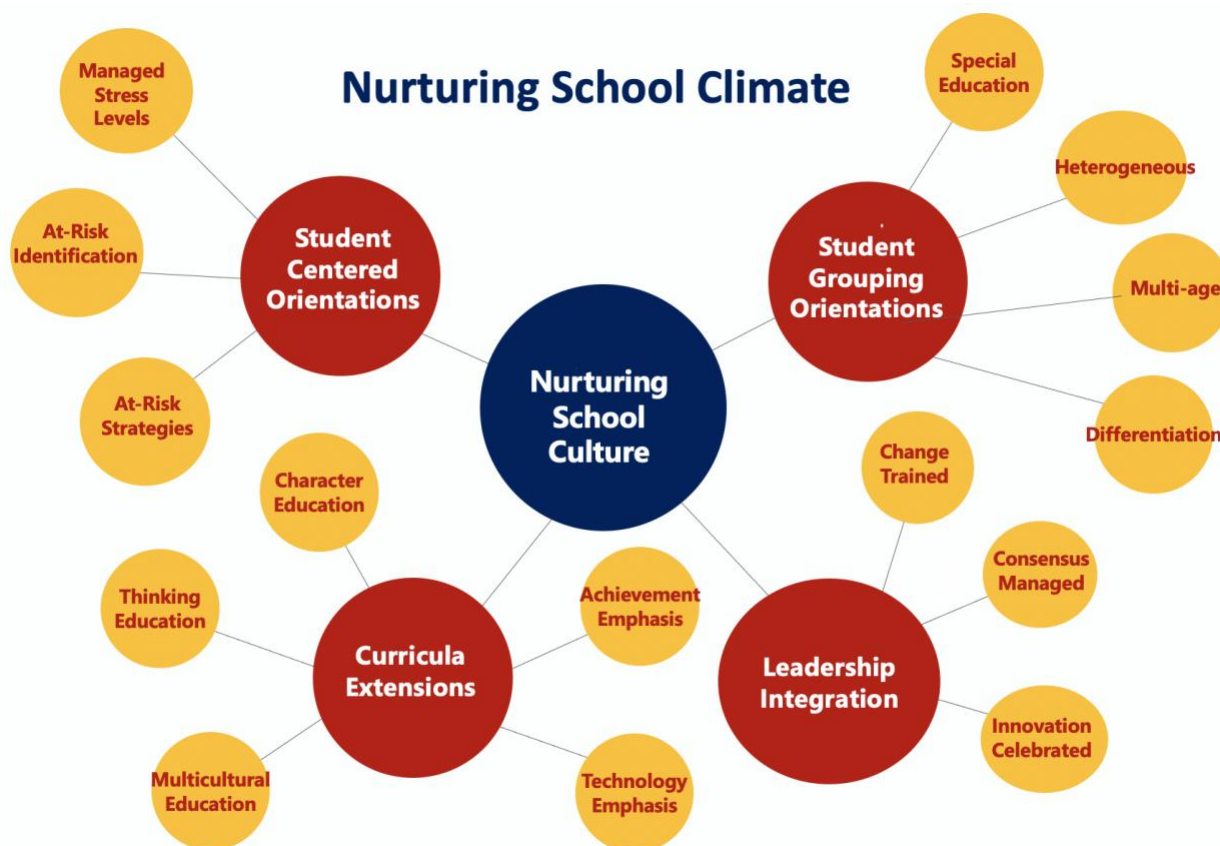 Nurturing School Climate
Managed
Stress
Levels
At-Risk
Identification
At-Risk
Strategies
Student
Centered
Orientations
Special
Education
Heterogeneous
Multi-age
Differentiation
Student
Grouping
Orientations
Nurturing
School
Culture
Character
Education
Thinking
Education
Multicultural
Education
Curricula
Extensions
Achievement
Emphasis
Technology
Emphasis
Change
Trained
Consensus
Managed
Innovation
Celebrated
Leadership
Integration